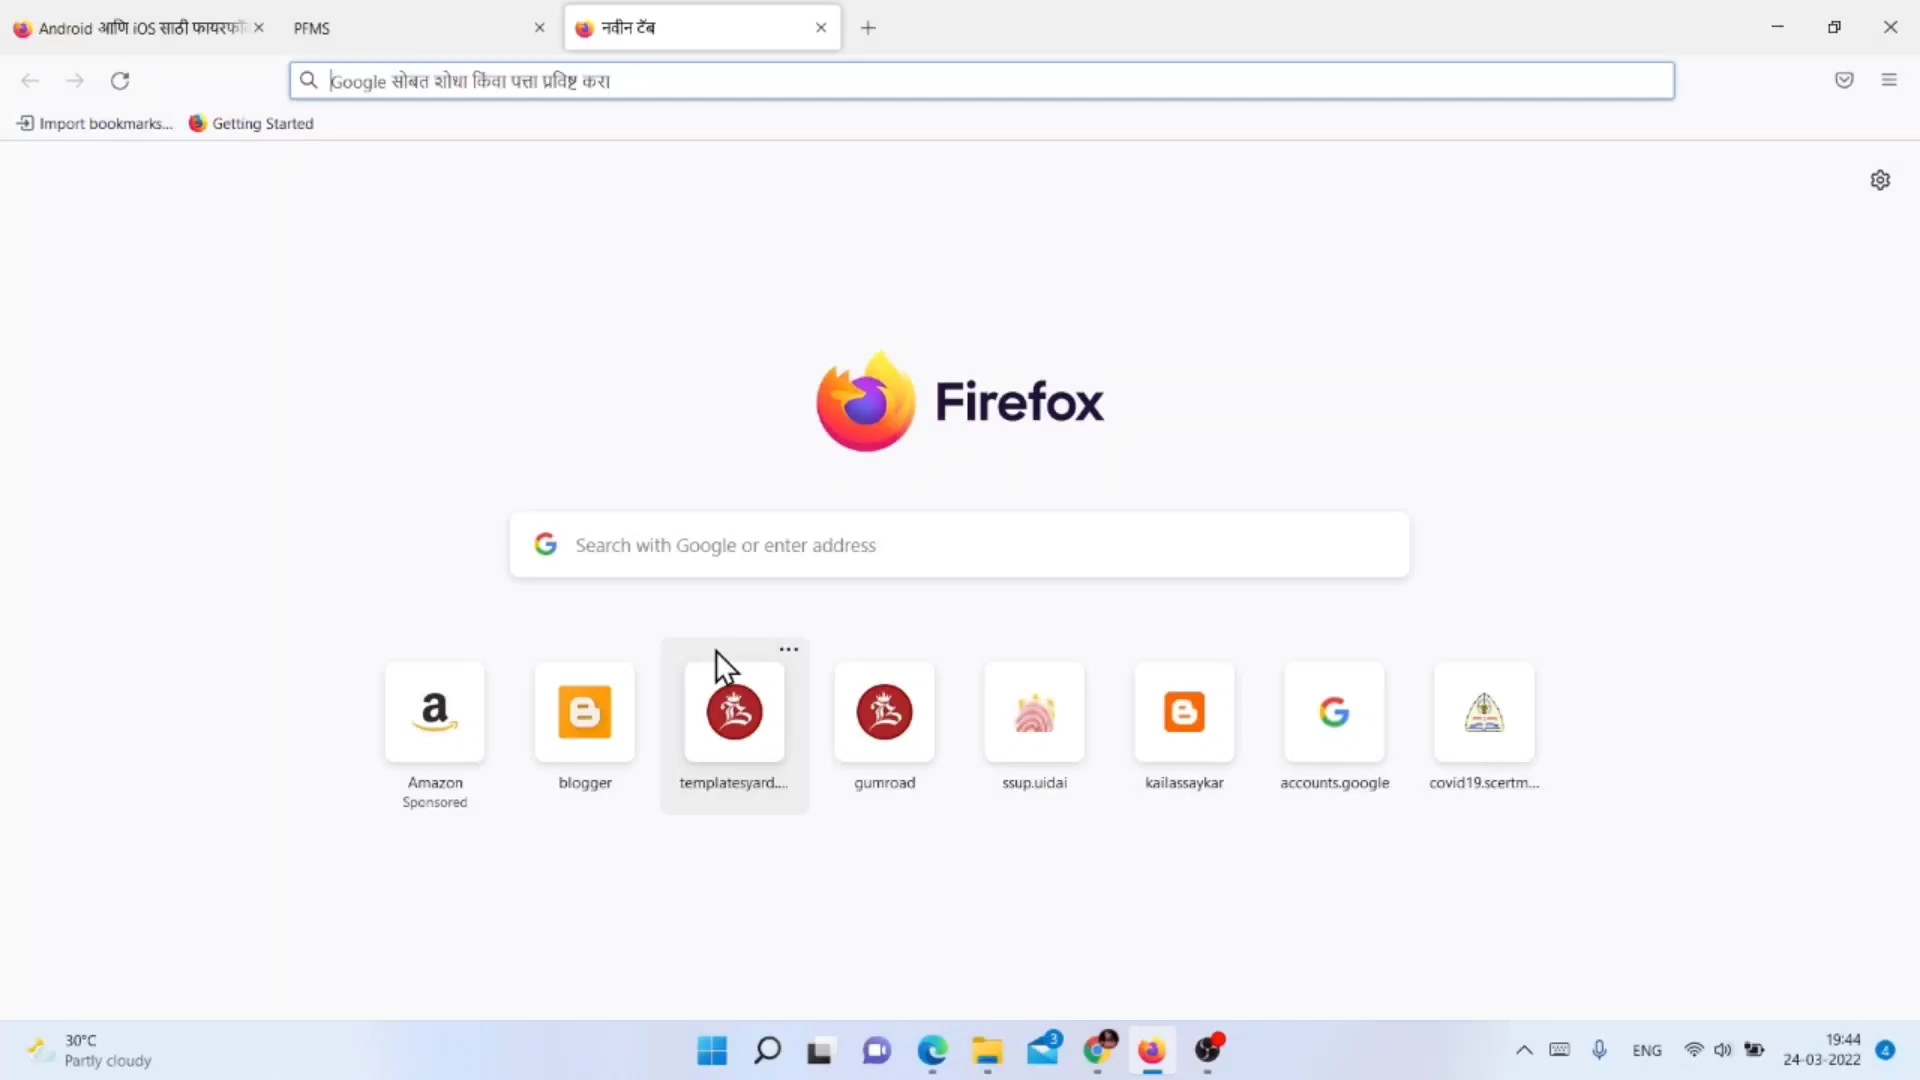 Android आणि iOS साठी फायरफॉ
PFMS
नवीन टॅब
Google सोबत शोधा किंवा पत्ता प्रविष्ट करा
Import bookmarks...
Getting Started
Firefox
Search with Google or enter address
Amazon
Sponsored
blogger
templatesyard....
gumroad
ssup.uidai
kailassaykar
accounts.google
covid19.scertm...
30°C
Partly cloudy
3
ENG
19:44
24-03-2022
4